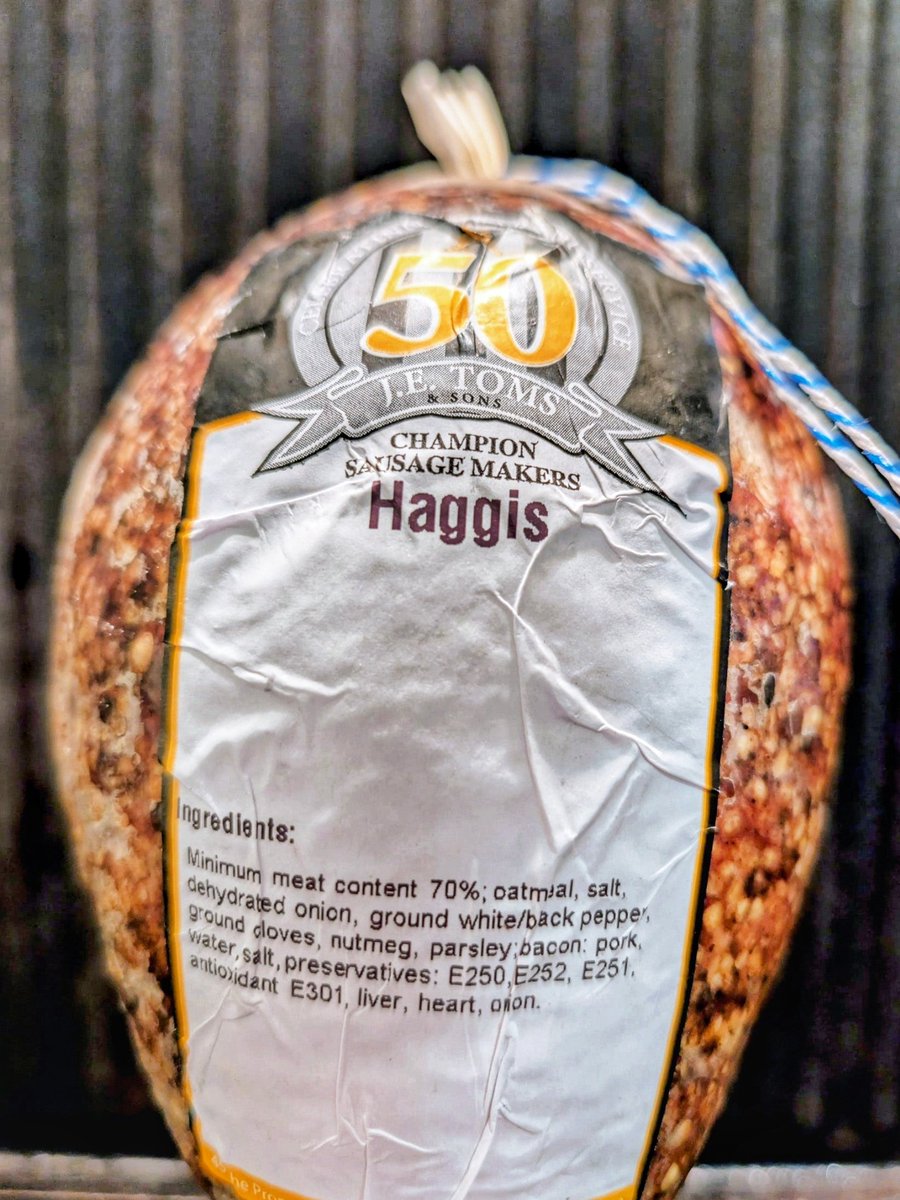 50
J.E. TOMS
& SONS
CHAMPION
SAUSAGE MAKERS
Haggis
Ingredients:
Minimum meat content 70%; oatmeal, salt,
dehydrated onion, ground white/back pepper,
ground cloves, nutmeg, parsley;bacon: pork,
water, salt, preservatives: E250, E252, E251,
antioxidant E301, liver, heart, onion.